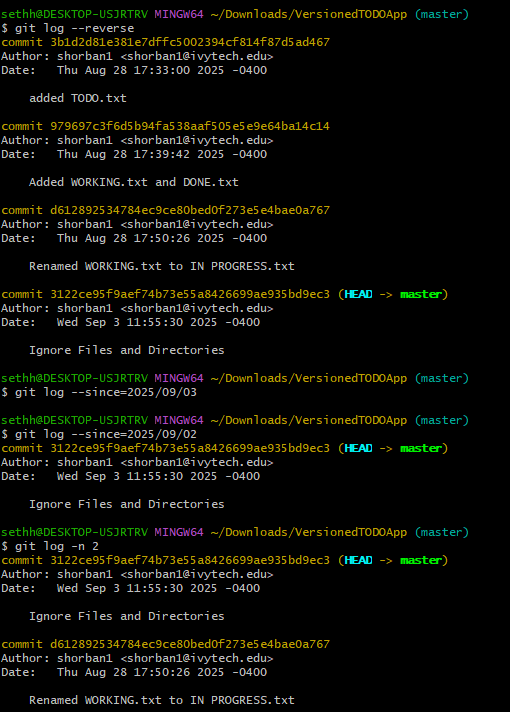 sethh@DESKTOP-USJRTRV MINGW64 ~/Downloads/VersionedTODOApp (master)
$ git log --reverse
commit 3b1d2d81e381e7dffc5002394cf814f87d5ad467
Author: shorban1 <shorban1@ivytech.edu>
Date:   Thu Aug 28 17:33:00 2025 -0400

    added TODO.txt

commit 979697c3f6d5b94fa538aaf505e5e9e64ba14c14
Author: shorban1 <shorban1@ivytech.edu>
Date:   Thu Aug 28 17:39:42 2025 -0400

    Added WORKING.txt and DONE.txt

commit d612892534784ec9ce80bed0f273e5e4bae0a767
Author: shorban1 <shorban1@ivytech.edu>
Date:   Thu Aug 28 17:50:26 2025 -0400

    Renamed WORKING.txt to IN PROGRESS.txt

commit 3122ce95f9aef74b73e55a8426699ae935bd9ec3 (HEAD -> master)
Author: shorban1 <shorban1@ivytech.edu>
Date:   Wed Sep 3 11:55:30 2025 -0400

    Ignore Files and Directories

sethh@DESKTOP-USJRTRV MINGW64 ~/Downloads/VersionedTODOApp (master)
$ git log --since=2025/09/03

sethh@DESKTOP-USJRTRV MINGW64 ~/Downloads/VersionedTODOApp (master)
$ git log --since=2025/09/02
commit 3122ce95f9aef74b73e55a8426699ae935bd9ec3 (HEAD -> master)
Author: shorban1 <shorban1@ivytech.edu>
Date:   Wed Sep 3 11:55:30 2025 -0400

    Ignore Files and Directories

sethh@DESKTOP-USJRTRV MINGW64 ~/Downloads/VersionedTODOApp (master)
$ git log -n 2
commit 3122ce95f9aef74b73e55a8426699ae935bd9ec3 (HEAD -> master)
Author: shorban1 <shorban1@ivytech.edu>
Date:   Wed Sep 3 11:55:30 2025 -0400

    Ignore Files and Directories

commit d612892534784ec9ce80bed0f273e5e4bae0a767
Author: shorban1 <shorban1@ivytech.edu>
Date:   Thu Aug 28 17:50:26 2025 -0400

    Renamed WORKING.txt to IN PROGRESS.txt